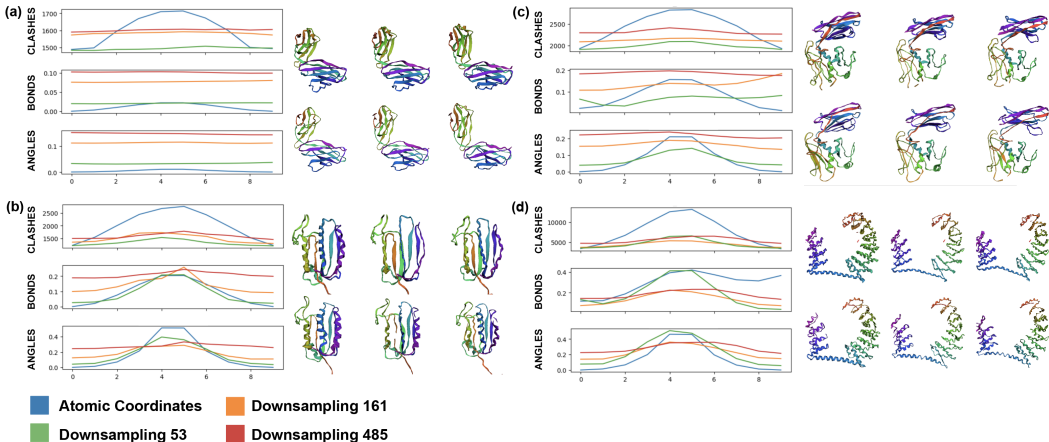 (a)
CLASHES
1700
1600
1500
BONDS
0.10
0.05
0.00
ANGLES
0.1
0.0
0 2 4 6 8
(b)
CLASHES
2500
2000
1500
BONDS
0.2
0.1
0.0
ANGLES
0.4
0.2
0.0
0 2 4 6 8
(c)
CLASHES
2500
2000
BONDS
0.2
0.1
0.0
ANGLES
0.2
0.1
0.0
0 2 4 6 8
(d)
CLASHES
10000
5000
BONDS
0.4
0.2
ANGLES
0.4
0.2
0.0
0 2 4 6 8
Atomic Coordinates Downsampling 161
Downsampling 53 Downsampling 485